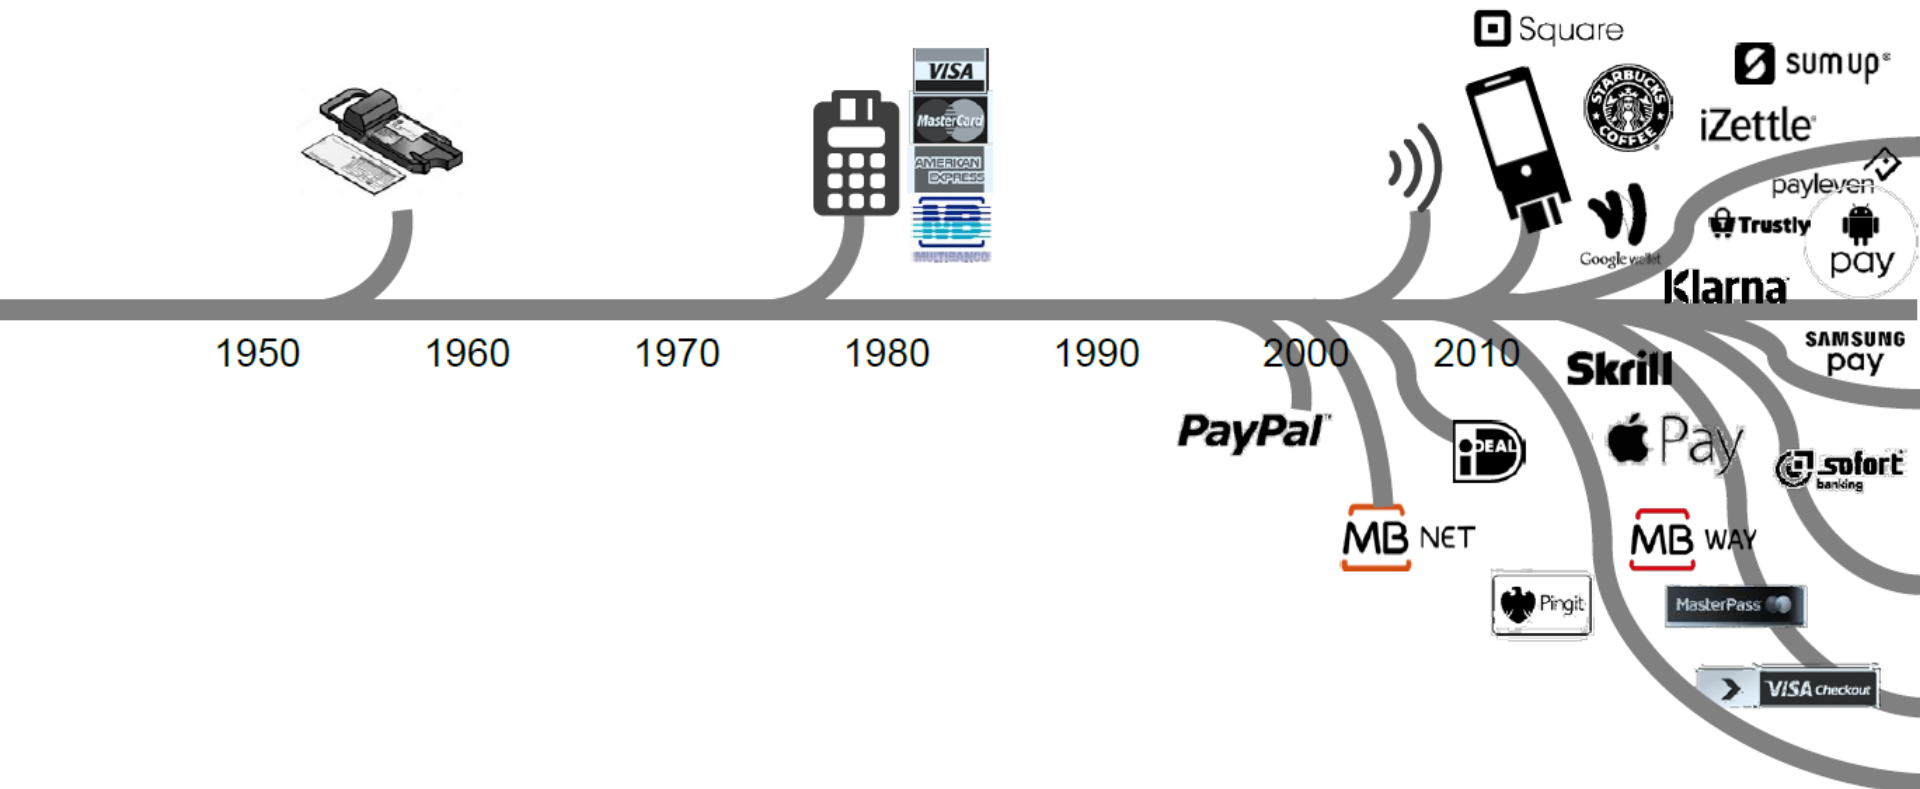 Square
sumup®
STARBUCKS
COFFEE
iZettle
VISA
MasterCard
AMERICAN
EXPRESS
MB
MULTIBANCO
payleven
Trustly
pay
Google wallet
Klarna
1950
1960
1970
1980
1990
2000
2010
SAMSUNG
pay
Skrill
PayPal™
iDEAL
Pay
sofort
banking
MB NET
MB WAY
Pingit
MasterPass
VISA Checkout